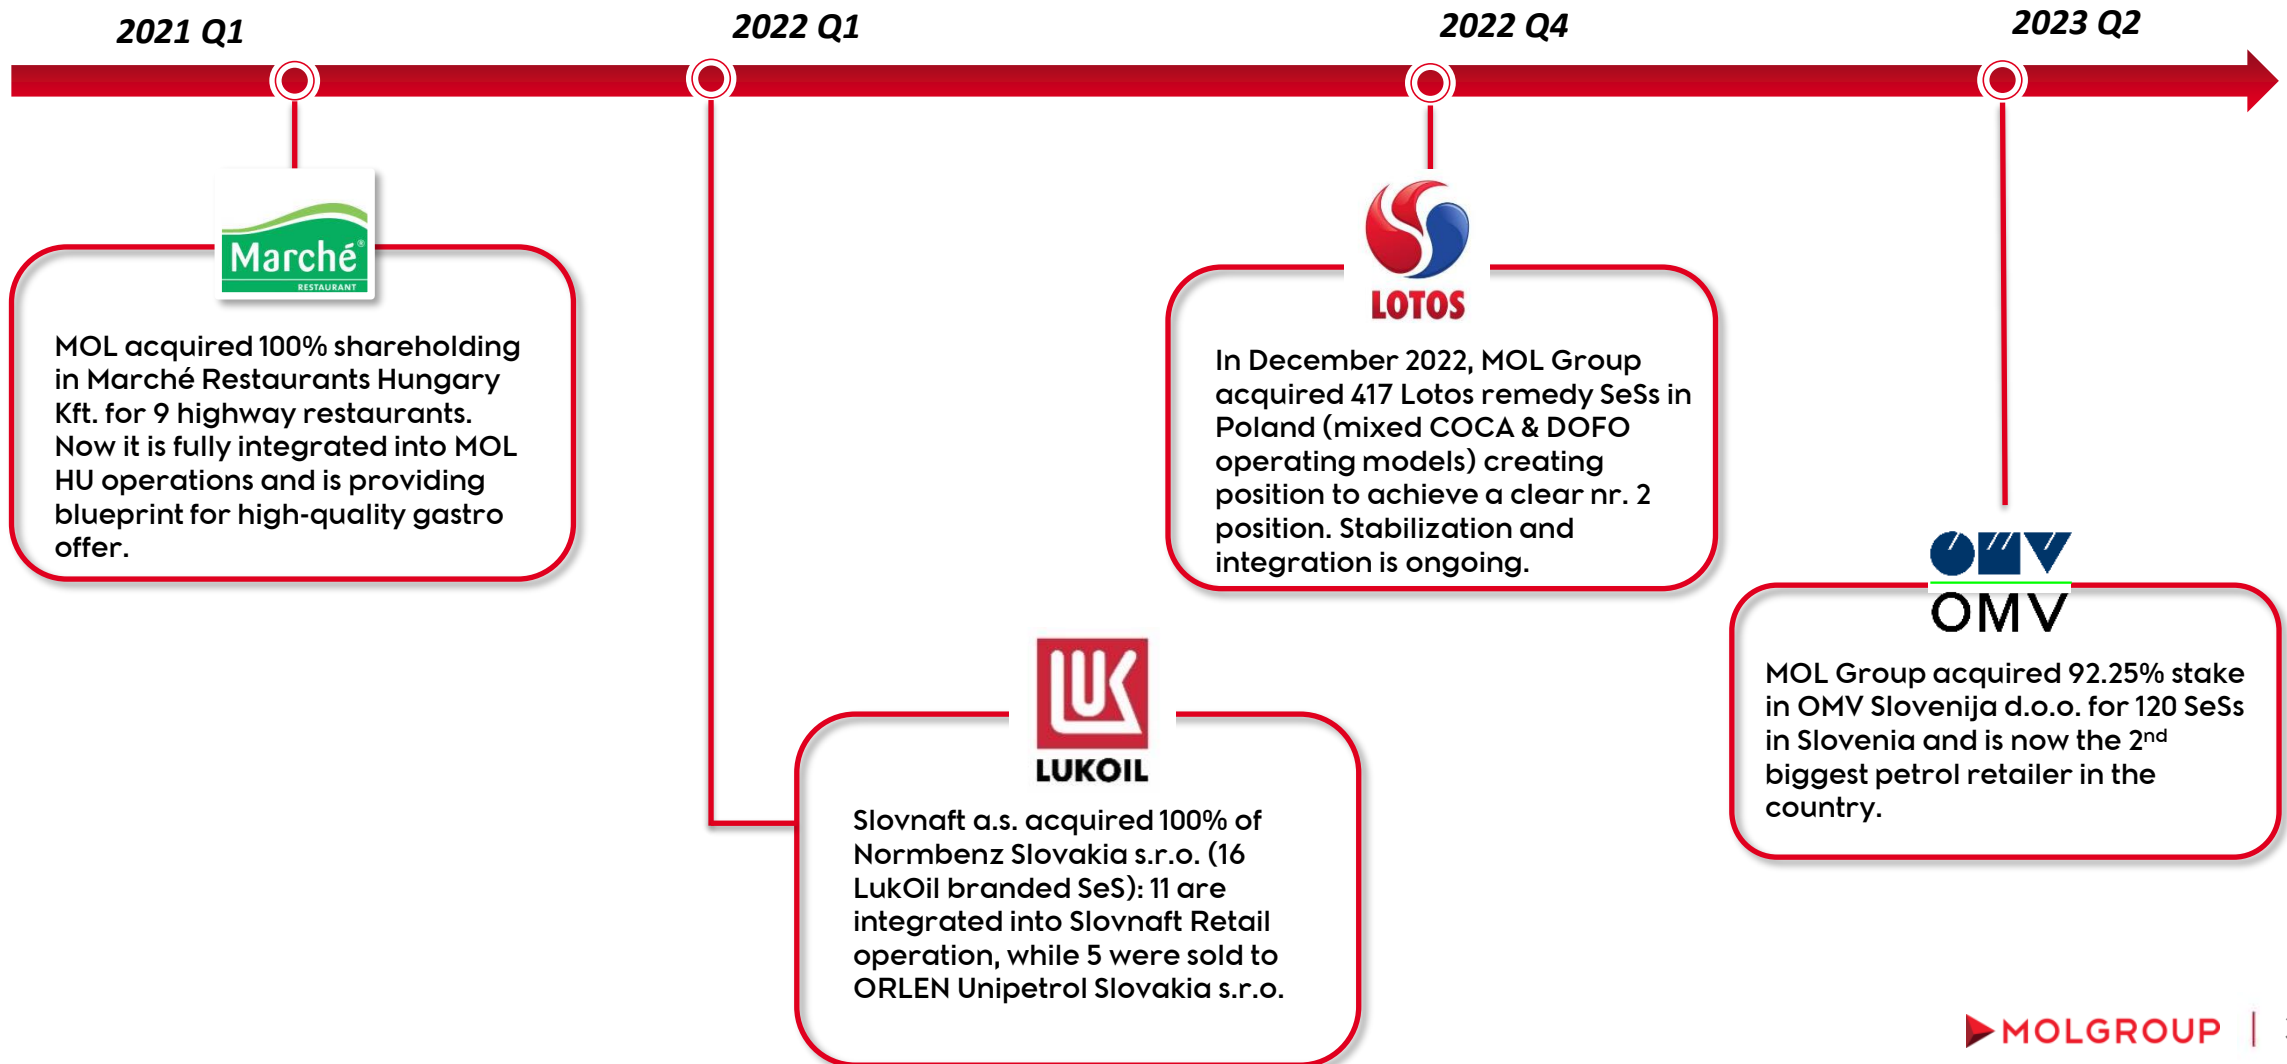 2021 Q1
2022 Q1
2022 Q4
2023 Q2
Marché®
RESTAURANT
MOL acquired 100% shareholding
in Marché Restaurants Hungary
Kft. for 9 highway restaurants.
Now it is fully integrated into MOL
HU operations and is providing
blueprint for high-quality gastro
offer.
LUK
LUKOIL
Slovnaft a.s. acquired 100% of
Normbenz Slovakia s.r.o. (16
LukOil branded SeS): 11 are
integrated into Slovnaft Retail
operation, while 5 were sold to
ORLEN Unipetrol Slovakia s.r.o.
LOTOS
In December 2022, MOL Group
acquired 417 Lotos remedy SeSs in
Poland (mixed COCA & DOFO
operating models) creating
position to achieve a clear nr. 2
position. Stabilization and
integration is ongoing.
OMV
OMV
MOL Group acquired 92.25% stake
in OMV Slovenija d.o.o. for 120 SeSs
in Slovenia and is now the 2nd
biggest petrol retailer in the
country.
MOLGROUP |